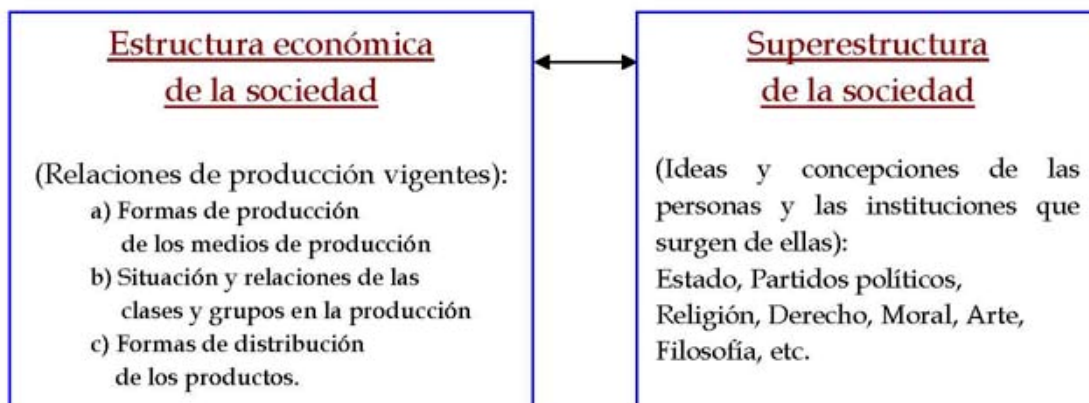 Estructura económica
de la sociedad
(Relaciones de producción vigentes):
a) Formas de producción
de los medios de producción
b) Situación y relaciones de las
clases y grupos en la producción
c) Formas de distribución
de los productos.
Superestructura
de la sociedad
(Ideas y concepciones de las
personas y las instituciones que
surgen de ellas):
Estado, Partidos políticos,
Religión, Derecho, Moral, Arte,
Filosofía, etc.